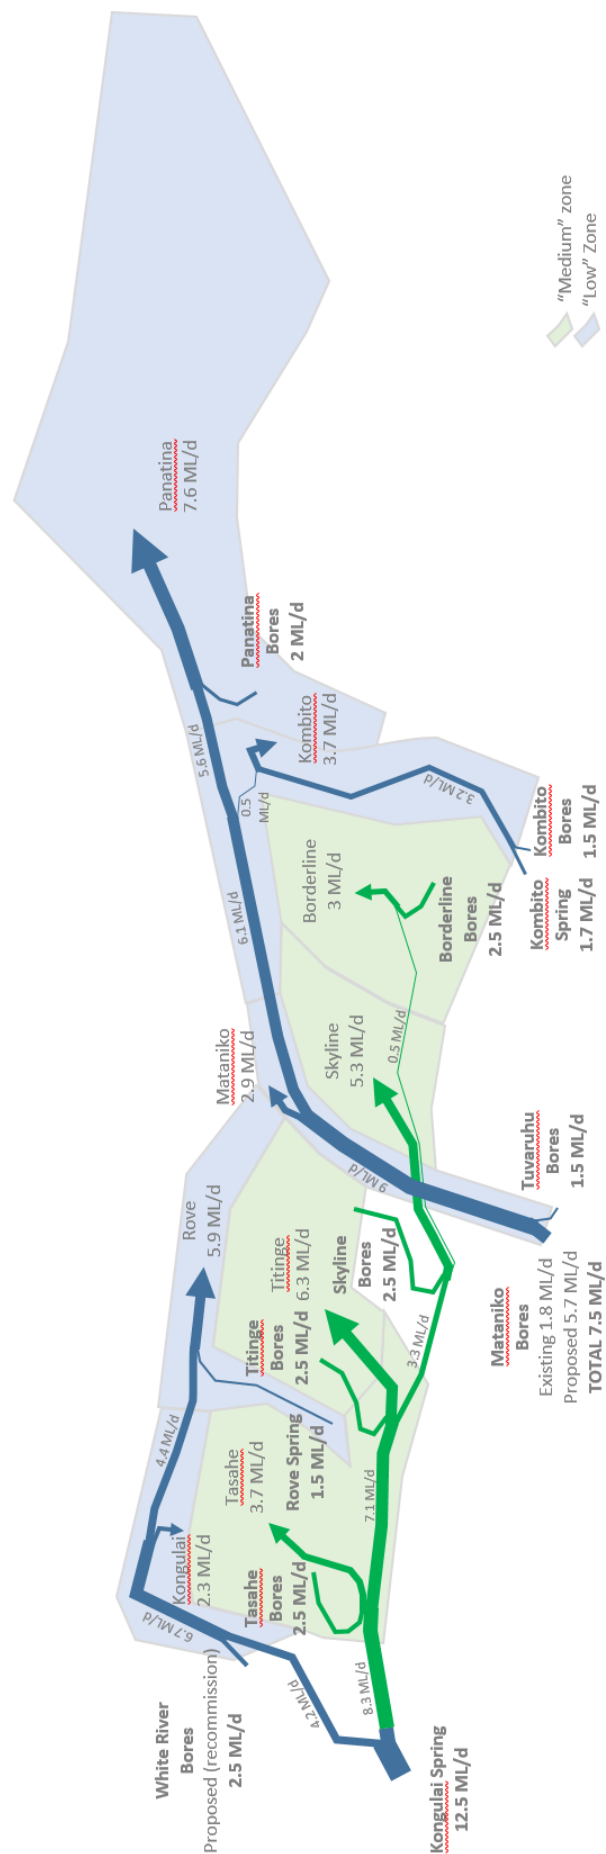 White River
Bores
Proposed (recommission)
2.5 ML/d
Kongulai Spring
12.5 ML/d
4.2 ML/d
8.3 ML/d
6.7 ML/d
Kongulai
2.3 ML/d
Tasahe
Bores
2.5 ML/d
Tasahe
3.7 ML/d
4.4 ML/d
7.1 ML/d
Rove Spring
1.5 ML/d
Titinge
Bores
2.5 ML/d
Titinge
6.3 ML/d
Rove
5.9 ML/d
Skyline
Bores
2.5 ML/d
3.3 ML/d
Mataniko
Bores
Existing 1.8 ML/d
Proposed 5.7 ML/d
TOTAL 7.5 ML/d
Tuvaruhu
Bores
1.5 ML/d
9 ML/d
Mataniko
2.9 ML/d
Skyline
5.3 ML/d
0.5 ML/d
6.1 ML/d
Borderline
3 ML/d
Borderline
Bores
2.5 ML/d
Kombito
Spring
1.7 ML/d
Kombito
Bores
1.5 ML/d
3.2 ML/d
0.5
ML/d
Kombito
3.7 ML/d
5.6 ML/d
Panatina
Bores
2 ML/d
Panatina
7.6 ML/d
"Medium" zone
"Low" Zone